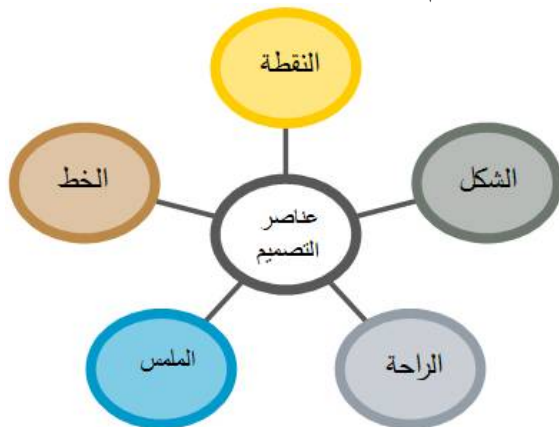 النقطة
الشكل
الخط
عناصر
التصميم
الراحة
الملمس